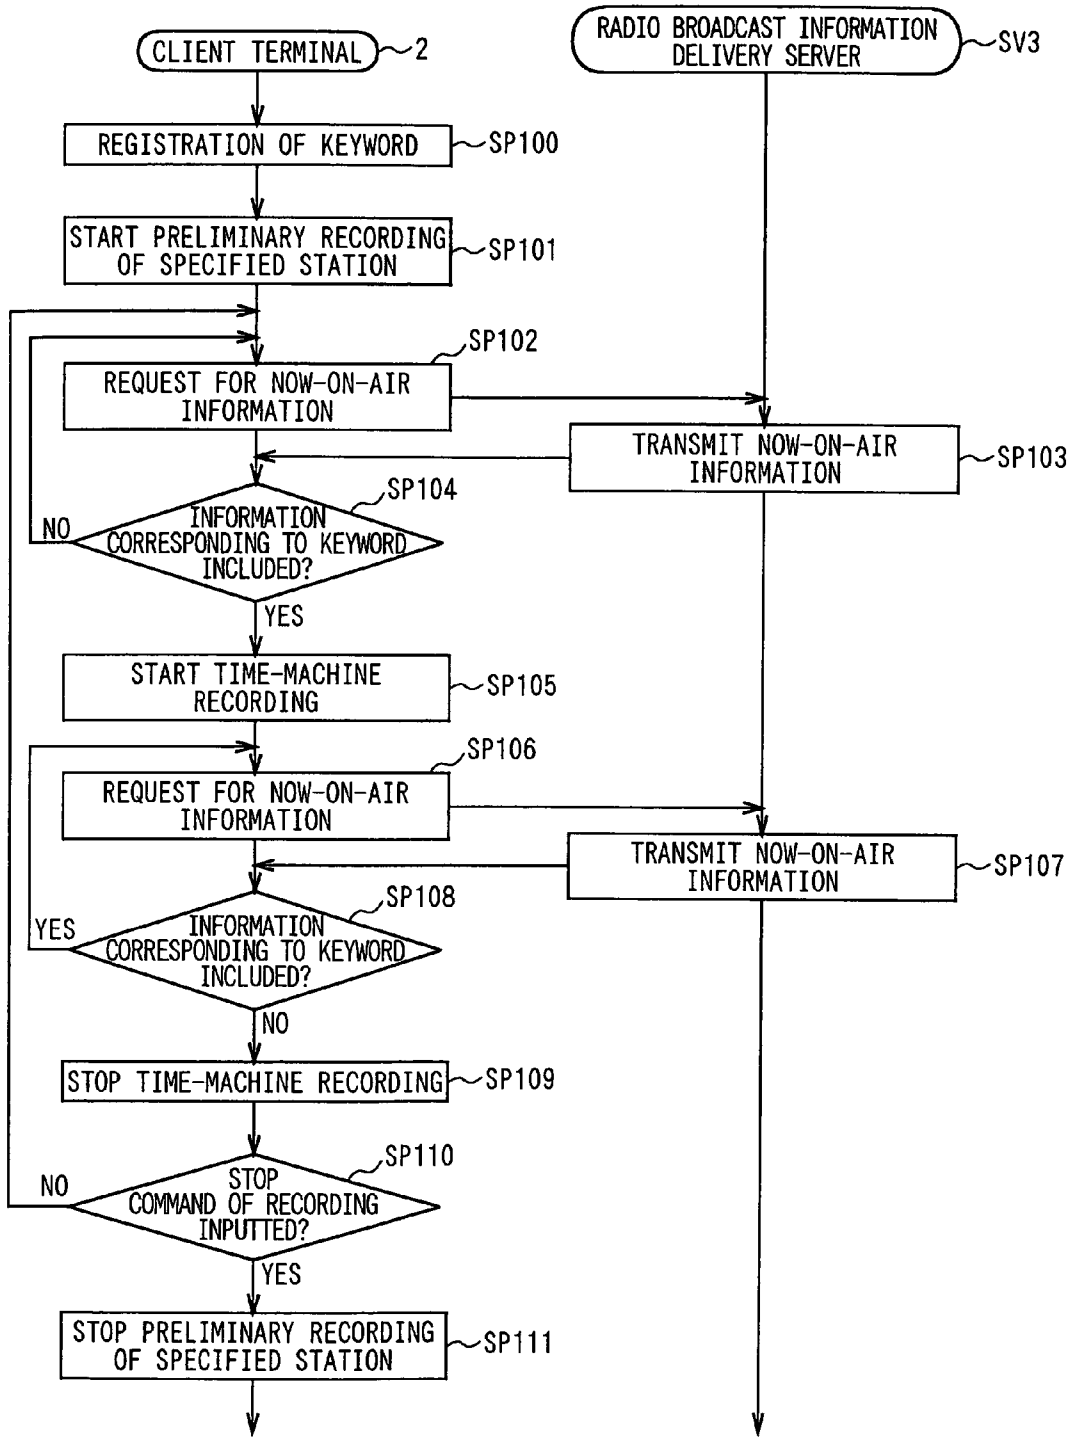 CLIENT TERMINAL
2
RADIO BROADCAST INFORMATION
DELIVERY SERVER
SV3
REGISTRATION OF KEYWORD
SP100
START PRELIMINARY RECORDING
OF SPECIFIED STATION
SP101
SP102
REQUEST FOR NOW-ON-AIR
INFORMATION
TRANSMIT NOW-ON-AIR
INFORMATION
SP103
SP104
NO
INFORMATION
CORRESPONDING TO KEYWORD
INCLUDED?
YES
START TIME-MACHINE
RECORDING
SP105
SP106
REQUEST FOR NOW-ON-AIR
INFORMATION
TRANSMIT NOW-ON-AIR
INFORMATION
SP107
SP108
YES
INFORMATION
CORRESPONDING TO KEYWORD
INCLUDED?
NO
STOP TIME-MACHINE RECORDING
SP109
SP110
NO
STOP
COMMAND OF RECORDING
INPUTTED?
YES
STOP PRELIMINARY RECORDING
OF SPECIFIED STATION
SP111